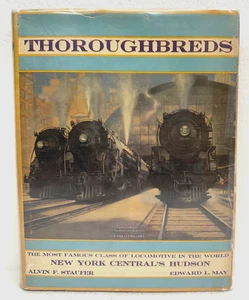 THOROUGHBREDS
THE MOST FAMOUS CLASS OF LOCOMOTIVE IN THE WORLD
NEW YORK CENTRAL'S HUDSON
ALVIN F. STAUFER EDWARD L. MAY